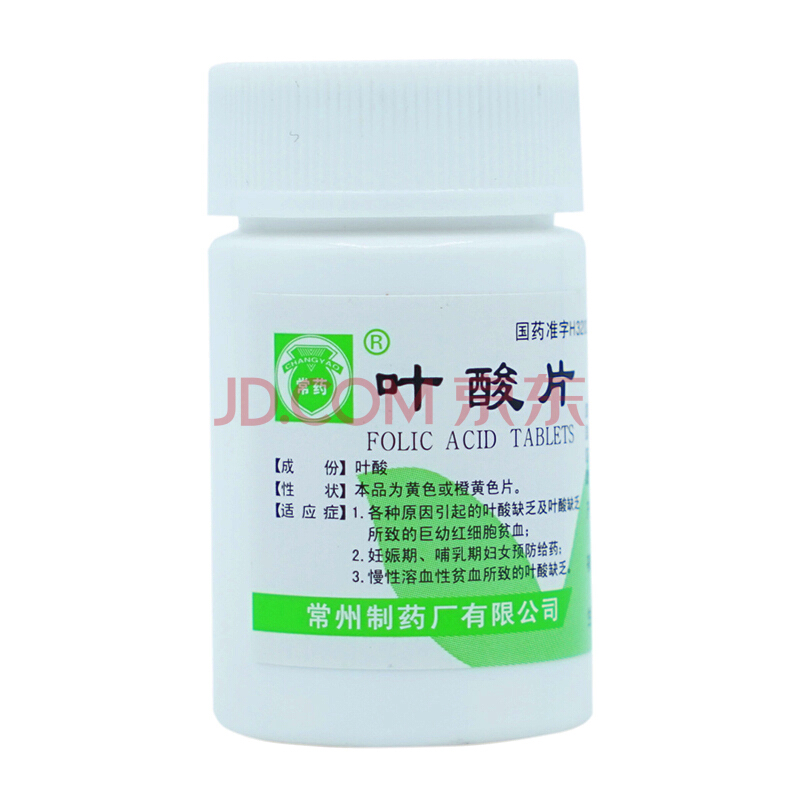 国药准字H32
CHANGYAO
常药
®
叶酸片
JD.COM 京东
FOLIC ACID TABLETS
【成 份】叶酸
【性 状】本品为黄色或橙黄色片。
【适应症】1.各种原因引起的叶酸缺乏及叶酸缺乏
所致的巨幼红细胞贫血;
2.妊娠期、哺乳期妇女预防给药;
3.慢性溶血性贫血所致的叶酸缺乏。
常州制药厂有限公司